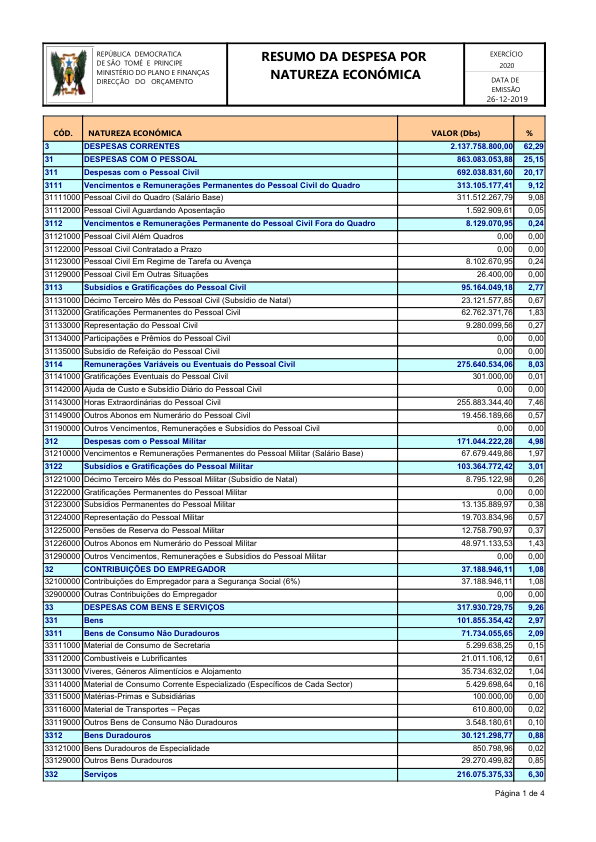 REPÚBLICA DEMOCRATICA
DE SÃO TOMÉ E PRINCIPE
MINISTÉRIO DO PLANO E FINANÇAS
DIRECÇÃO DO ORÇAMENTO
RESUMO DA DESPESA POR
NATUREZA ECONÓMICA
EXERCÍCIO
2020
DATA DE
EMISSÃO
26-12-2019
CÓD. NATUREZA ECONÓMICA VALOR (Dbs) %
3 DESPESAS CORRENTES 2.137.758.800,00 62,29
31 DESPESAS COM O PESSOAL 863.083.053,88 25,15
311 Despesas com o Pessoal Civil 692.038.831,60 20,17
3111 Vencimentos e Remunerações Permanentes do Pessoal Civil do Quadro 313.105.177,41 9,12
31111000 Pessoal Civil do Quadro (Salário Base) 311.512.267,79 9,08
31112000 Pessoal Civil Aguardando Aposentação 1.592.909,61 0,05
3112 Vencimentos e Remunerações Permanente do Pessoal Civil Fora do Quadro 8.129.070,95 0,24
31121000 Pessoal Civil Além Quadros 0,00 0,00
31122000 Pessoal Civil Contratado a Prazo 0,00 0,00
31123000 Pessoal Civil Em Regime de Tarefa ou Avença 8.102.670,95 0,24
31129000 Pessoal Civil Em Outras Situações 26.400,00 0,00
3113 Subsídios e Gratificações do Pessoal Civil 95.164.049,18 2,77
31131000 Décimo Terceiro Mês do Pessoal Civil (Subsídio de Natal) 23.121.577,85 0,67
31132000 Gratificações Permanentes do Pessoal Civil 62.762.371,76 1,83
31133000 Representação do Pessoal Civil 9.280.099,56 0,27
31134000 Participações e Prêmios do Pessoal Civil 0,00 0,00
31135000 Subsídio de Refeição do Pessoal Civil 0,00 0,00
3114 Remunerações Variáveis ou Eventuais do Pessoal Civil 275.640.534,06 8,03
31141000 Gratificações Eventuais do Pessoal Civil 301.000,00 0,01
31142000 Ajuda de Custo e Subsídio Diário do Pessoal Civil 0,00 0,00
31143000 Horas Extraordinárias do Pessoal Civil 255.883.344,40 7,46
31149000 Outros Abonos em Numerário do Pessoal Civil 19.456.189,66 0,57
31190000 Outros Vencimentos, Remunerações e Subsídios do Pessoal Civil 0,00 0,00
312 Despesas com o Pessoal Militar 171.044.222,28 4,98
31210000 Vencimentos e Remunerações Permanentes do Pessoal Militar (Salário Base) 67.679.449,86 1,97
3122 Subsídios e Gratificações do Pessoal Militar 103.364.772,42 3,01
31221000 Décimo Terceiro Mês do Pessoal Militar (Subsídio de Natal) 8.795.122,98 0,26
31222000 Gratificações Permanentes do Pessoal Militar 0,00 0,00
31223000 Subsídios Permanentes do Pessoal Militar 13.135.889,97 0,38
31224000 Representação do Pessoal Militar 19.703.834,96 0,57
31225000 Pensões de Reserva do Pessoal Militar 12.758.790,97 0,37
31226000 Outros Abonos em Numerário do Pessoal Militar 48.971.133,53 1,43
31290000 Outros Vencimentos, Remunerações e Subsídios do Pessoal Militar 0,00 0,00
32 CONTRIBUIÇÕES DO EMPREGADOR 37.188.946,11 1,08
32100000 Contribuições do Empregador para a Segurança Social (6%) 37.188.946,11 1,08
32900000 Outras Contribuições do Empregador 0,00 0,00
33 DESPESAS COM BENS E SERVIÇOS 317.930.729,75 9,26
331 Bens 101.855.354,42 2,97
3311 Bens de Consumo Não Duradouros 71.734.055,65 2,09
33111000 Material de Consumo de Secretaria 5.299.638,25 0,15
33112000 Combustíveis e Lubrificantes 21.011.106,12 0,61
33113000 Víveres, Géneros Alimentícios e Alojamento 35.734.632,02 1,04
33114000 Material de Consumo Corrente Especializado (Específicos de Cada Sector) 5.429.698,64 0,16
33115000 Matérias-Primas e Subsidiárias 100.000,00 0,00
33116000 Material de Transportes – Peças 610.800,00 0,02
33119000 Outros Bens de Consumo Não Duradouros 3.548.180,61 0,10
3312 Bens Duradouros 30.121.298,77 0,88
33121000 Bens Duradouros de Especialidade 850.798,96 0,02
33129000 Outros Bens Duradouros 29.270.499,82 0,85
332 Serviços 216.075.375,33 6,30
Página 1 de 4